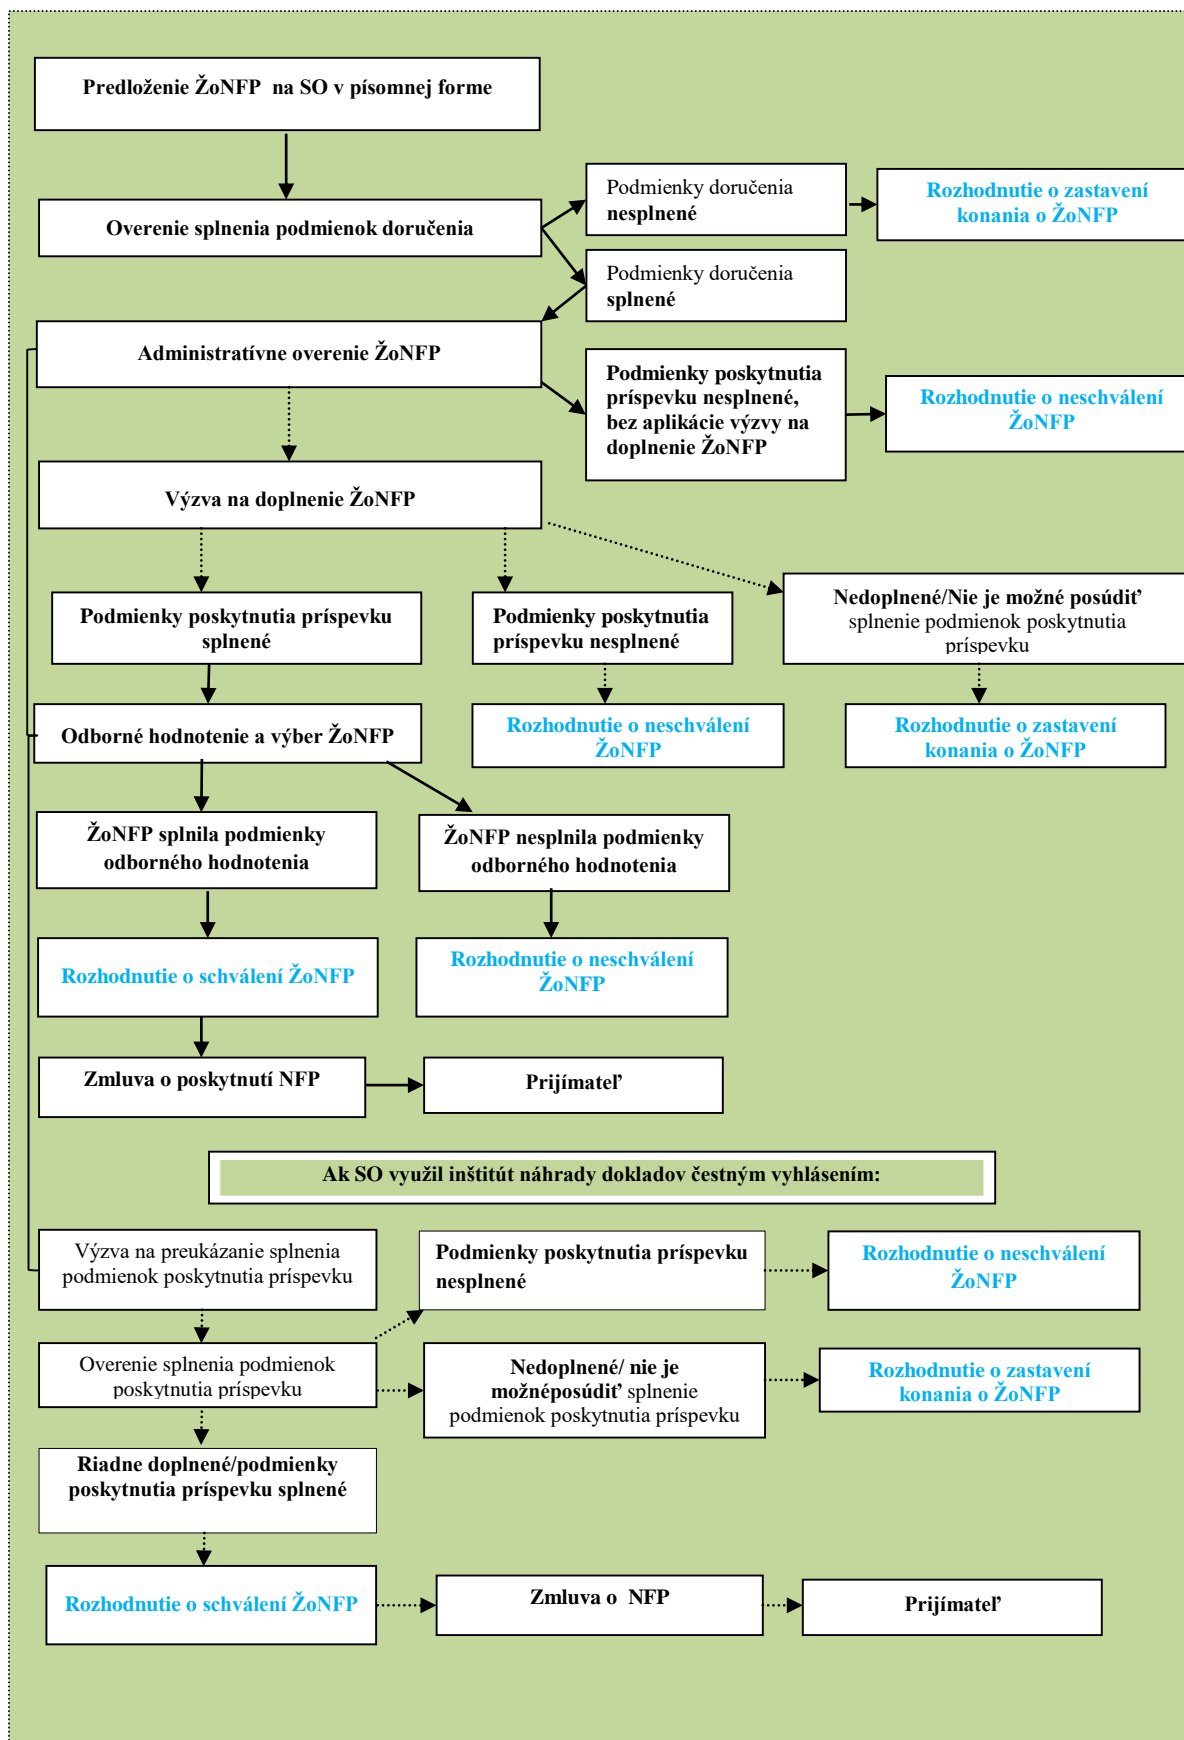 Predloženie ŽoNFP na SO v písomnej forme
Overenie splnenia podmienok doručenia
Podmienky doručenia
nesplnené
Rozhodnutie o zastavení
konania o ŽoNFP
Podmienky doručenia
splnené
Administratívne overenie ŽoNFP
Podmienky poskytnutia
príspevku nesplnené,
bez aplikácie výzvy na
doplnenie ŽoNFP
Rozhodnutie o neschválení
ŽoNFP
Výzva na doplnenie ŽoNFP
Podmienky poskytnutia príspevku
splnené
Podmienky poskytnutia
príspevku nesplnené
Nedoplnené/Nie je možné posúdiť
splnenie podmienok poskytnutia
príspevku
Odborné hodnotenie a výber ŽoNFP
Rozhodnutie o neschválení
ŽoNFP
Rozhodnutie o zastavení
konania o ŽoNFP
ŽoNFP splnila podmienky
odborného hodnotenia
ŽoNFP nesplnila podmienky
odborného hodnotenia
Rozhodnutie o schválení ŽoNFP
Rozhodnutie o neschválení
ŽoNFP
Zmluva o poskytnutí NFP
Prijímateľ
Ak SO využil inštitút náhrady dokladov čestným vyhlásením:
Výzva na preukázanie splnenia
podmienok poskytnutia príspevku
Podmienky poskytnutia príspevku
nesplnené
Rozhodnutie o neschválení
ŽoNFP
Overenie splnenia podmienok
poskytnutia príspevku
Nedoplnené/ nie je
možnéposúdiť splnenie
podmienok poskytnutia príspevku
Rozhodnutie o zastavení
konania o ŽoNFP
Riadne doplnené/podmienky
poskytnutia príspevku splnené
Rozhodnutie o schválení ŽoNFP
Zmluva o NFP
Prijímateľ